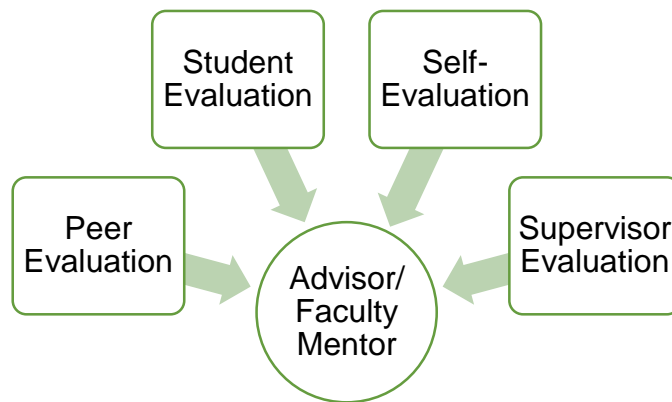 Student
Evaluation
Self-
Evaluation
Peer
Evaluation
Supervisor
Evaluation
Advisor/
Faculty
Mentor